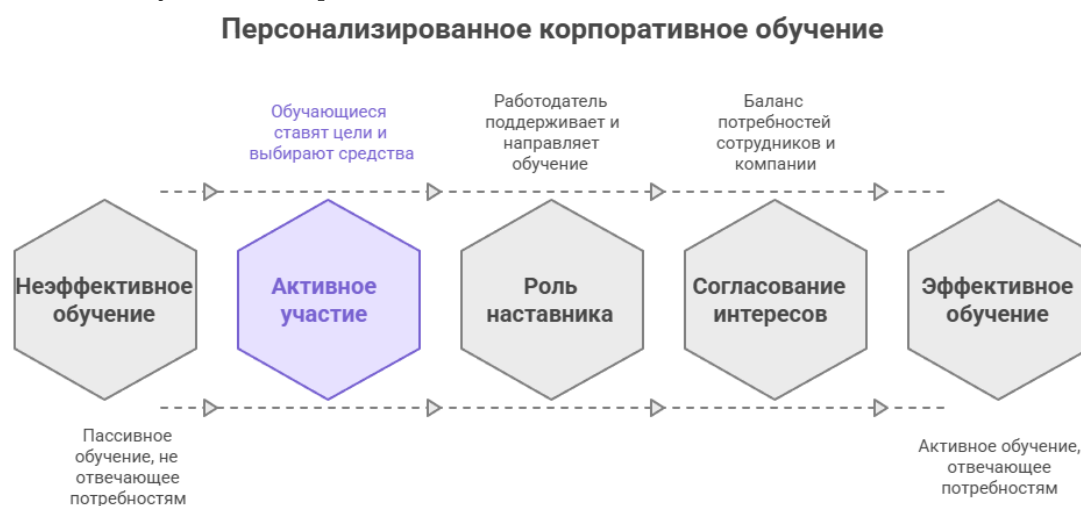 Персонализированное корпоративное обучение
Обучающиеся
ставят цели и
выбирают средства
Работодатель
поддерживает и
направляет
обучение
Баланс
потребностей
сотрудников и
компании
Неэффективное
обучение
Активное
участие
Роль
наставника
Согласование
интересов
Эффективное
обучение
Пассивное
обучение, не
отвечающее
потребностям
Активное обучение,
отвечающее
потребностям